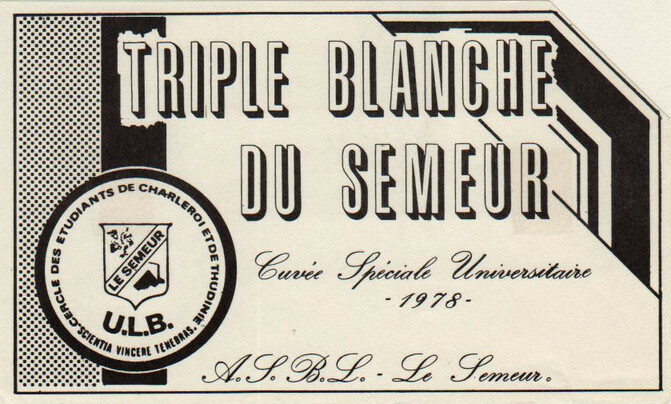 TRIPLE BLANCHE
DU SEMEUR
CERCLE DES ETUDIANTS DE CHARLEROI ET DE THUDINIE
LE SEMEUR
U.L.B.
SCIENTIA VINCERE TENEBRAS.
Cuvée Spéciale Universitaire
-1978-
A.S.B.L.- Le Semeur.